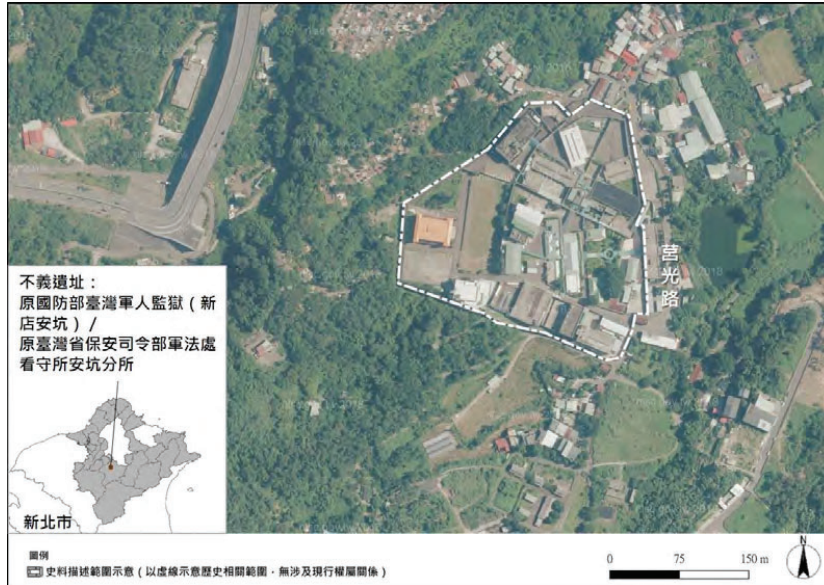 莒光路
不義遺址：
原國防部臺灣軍人監獄（新
店安坑）/
原臺灣省保安司令部軍法處
看守所安坑分所
新北市
圖例
史料描述範圍示意（以虛線示意歷史相關範圍，無涉及現行權屬關係）
0 75 150 m
N